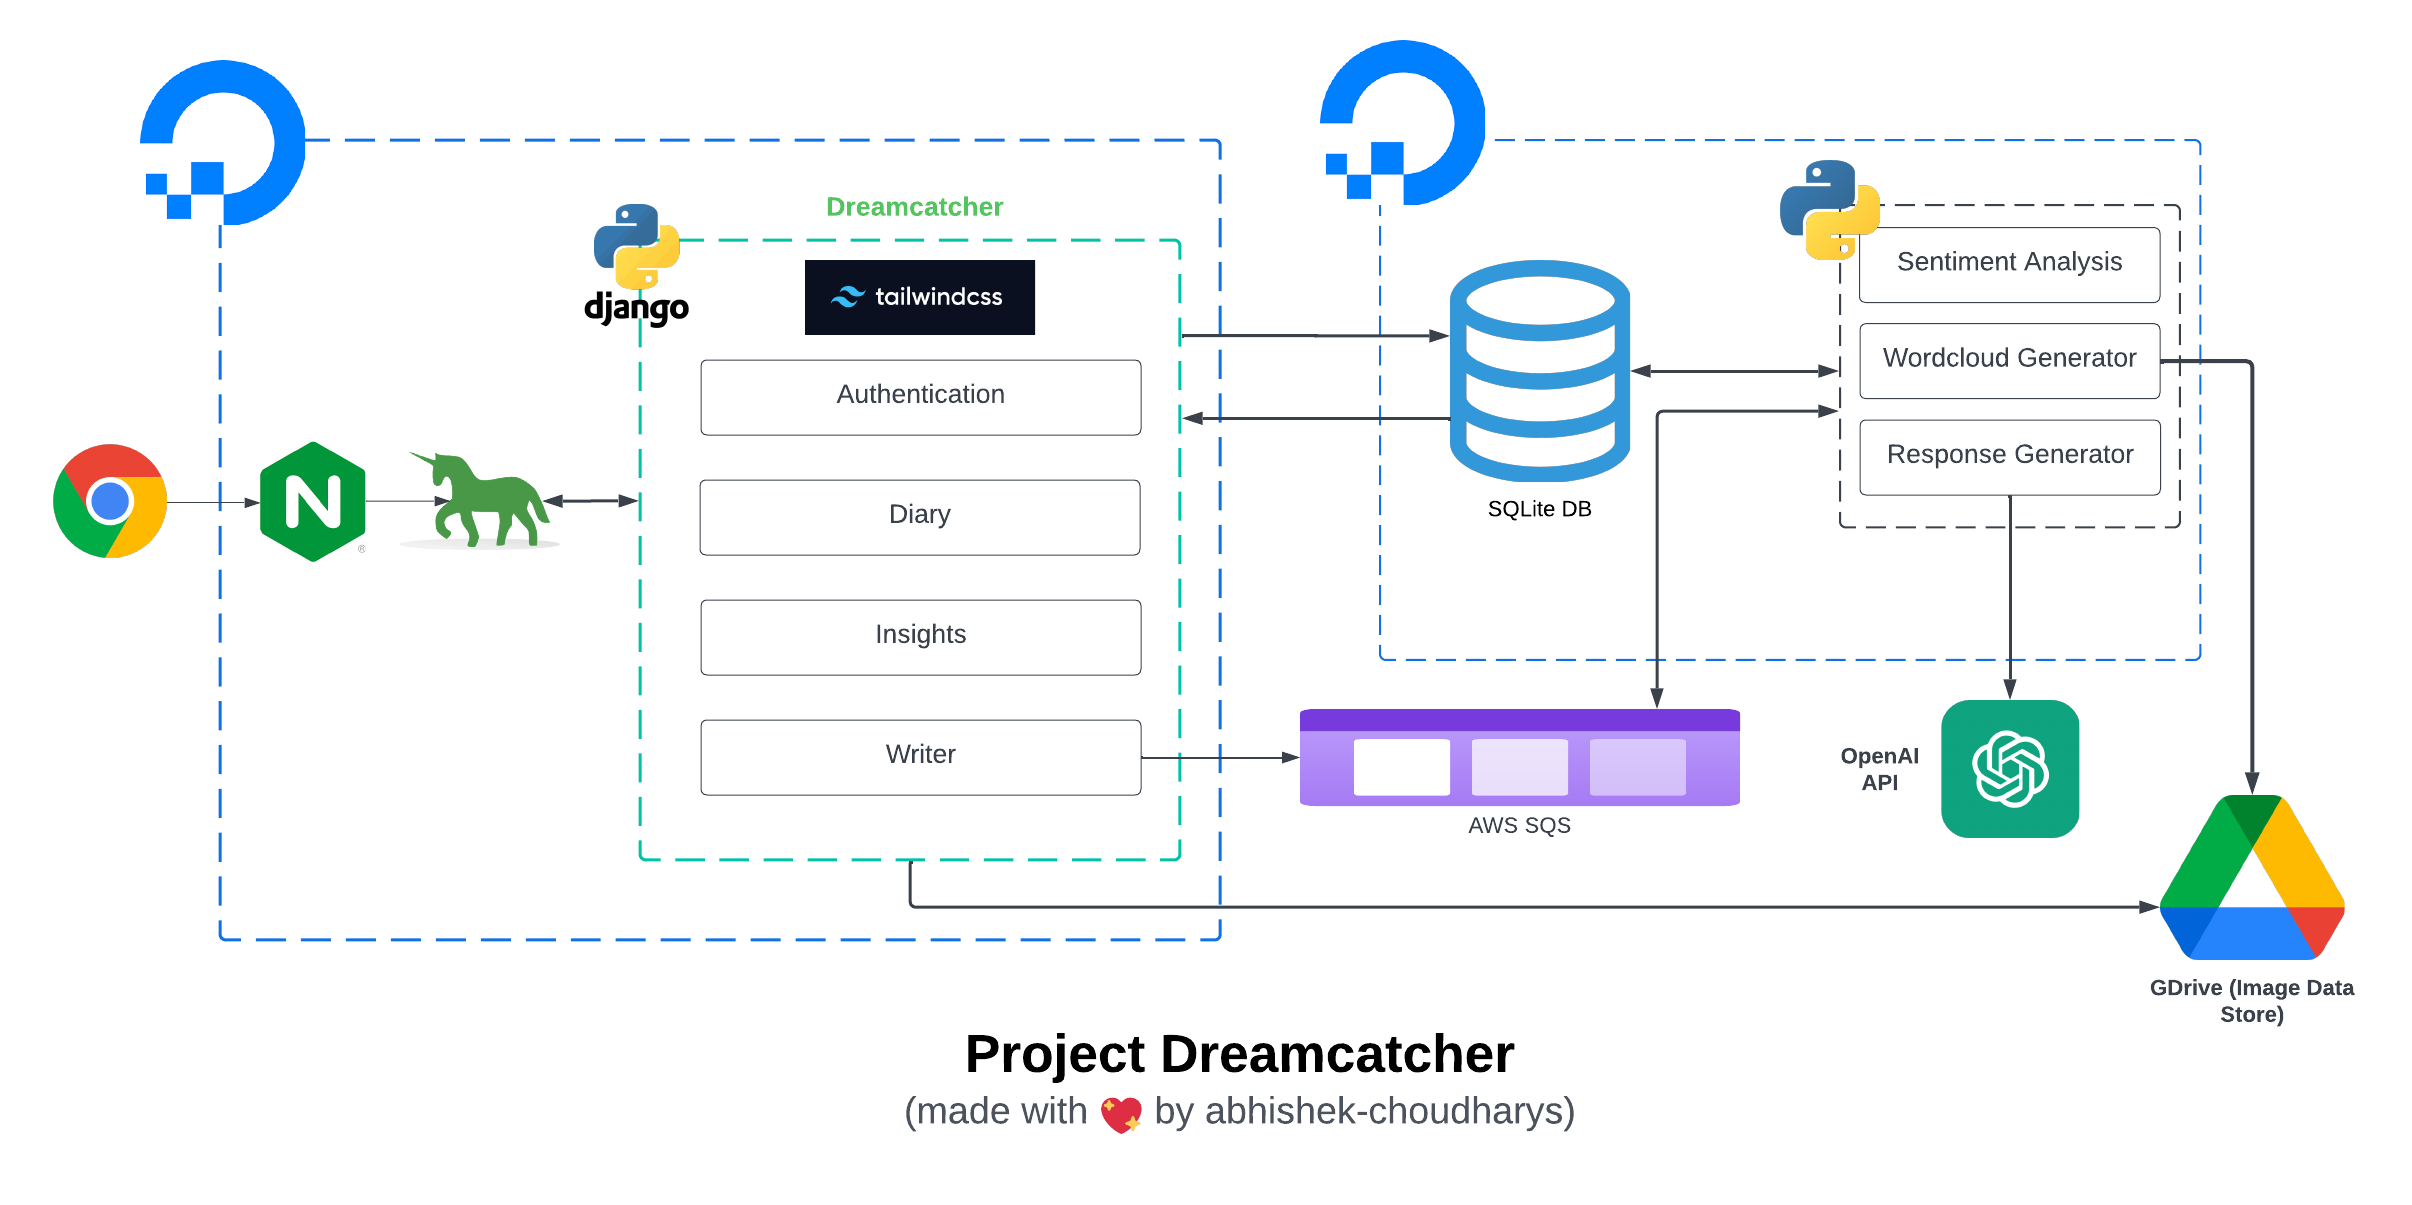 Dreamcatcher
django
tailwindcss
Authentication
Diary
Insights
Writer
N
®
SQLite DB
Sentiment Analysis
Wordcloud Generator
Response Generator
AWS SQS
OpenAI
API
GDrive (Image Data
Store)
Project Dreamcatcher
(made with 💖 by abhishek-choudharys)